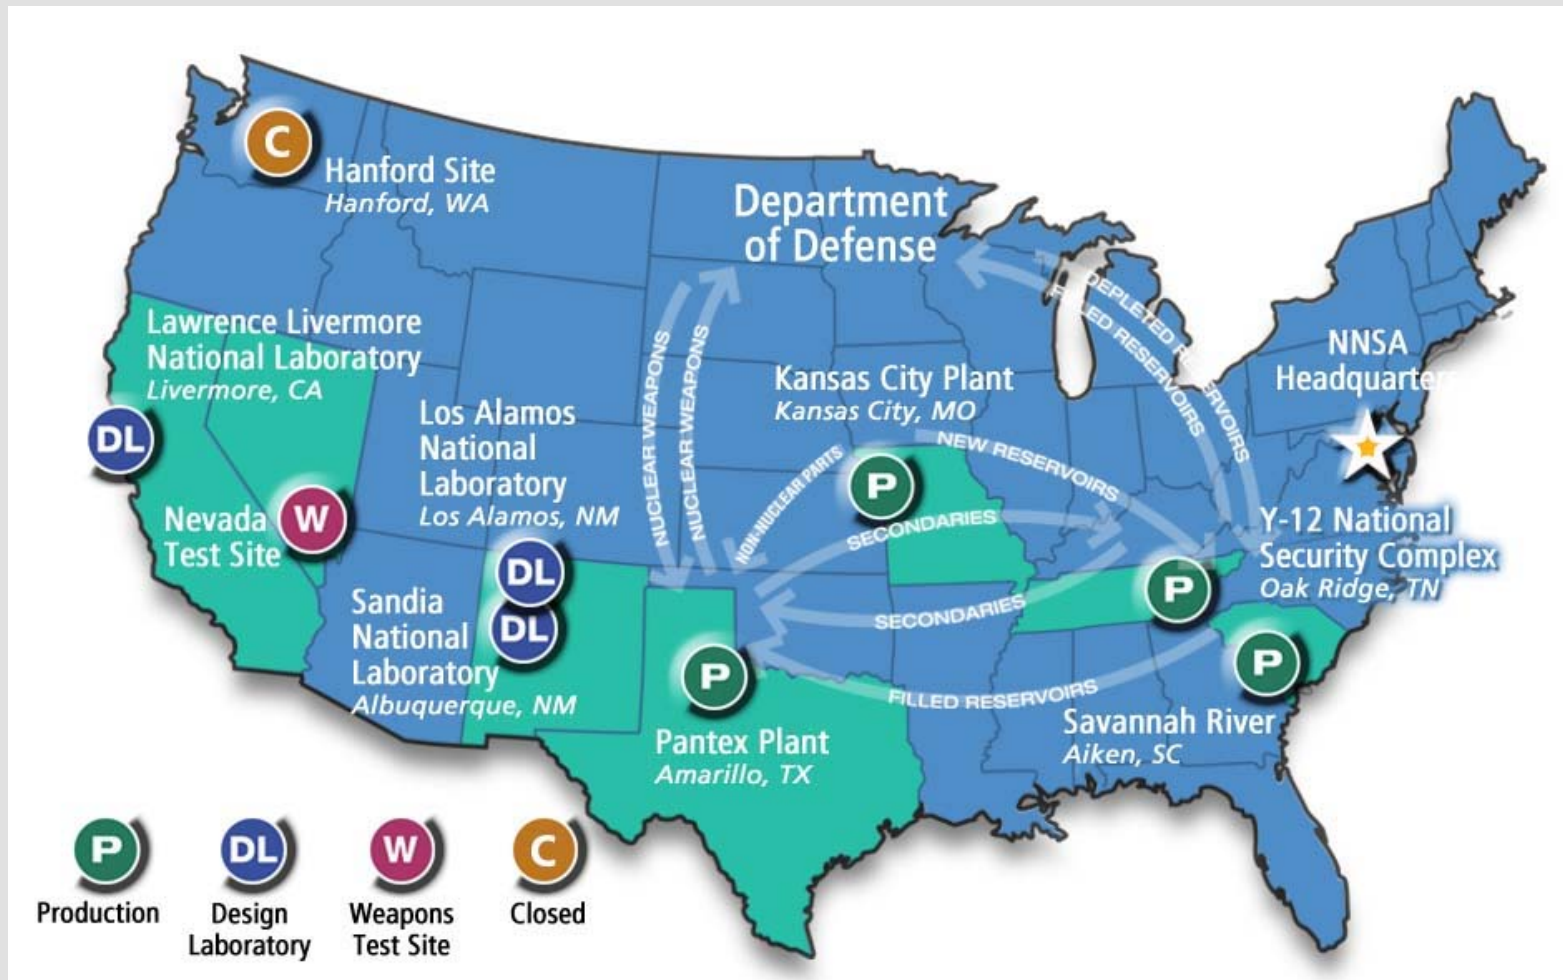 C
Hanford Site
Hanford, WA
Department
of Defense
DEPLETED RESERVOIRS
FILLED RESERVOIRS
Lawrence Livermore
National Laboratory
Livermore, CA
DL
NUCLEAR WEAPONS
NUCLEAR WEAPONS
NNSA
Headquarters
Kansas City Plant
Kansas City, MO
P
NEW RESERVOIRS
NON-NUCLEAR PARTS
SECONDARIES
Los Alamos
National
Laboratory
Los Alamos, NM
DL
Nevada
Test Site
W
Y-12 National
Security Complex
Oak Ridge, TN
P
Sandia
National
Laboratory
Albuquerque, NM
DL
SECONDARIES
P
Pantex Plant
Amarillo, TX
FILLED RESERVOIRS
P
Savannah River
Aiken, SC
P
Production
DL
Design
Laboratory
W
Weapons
Test Site
C
Closed